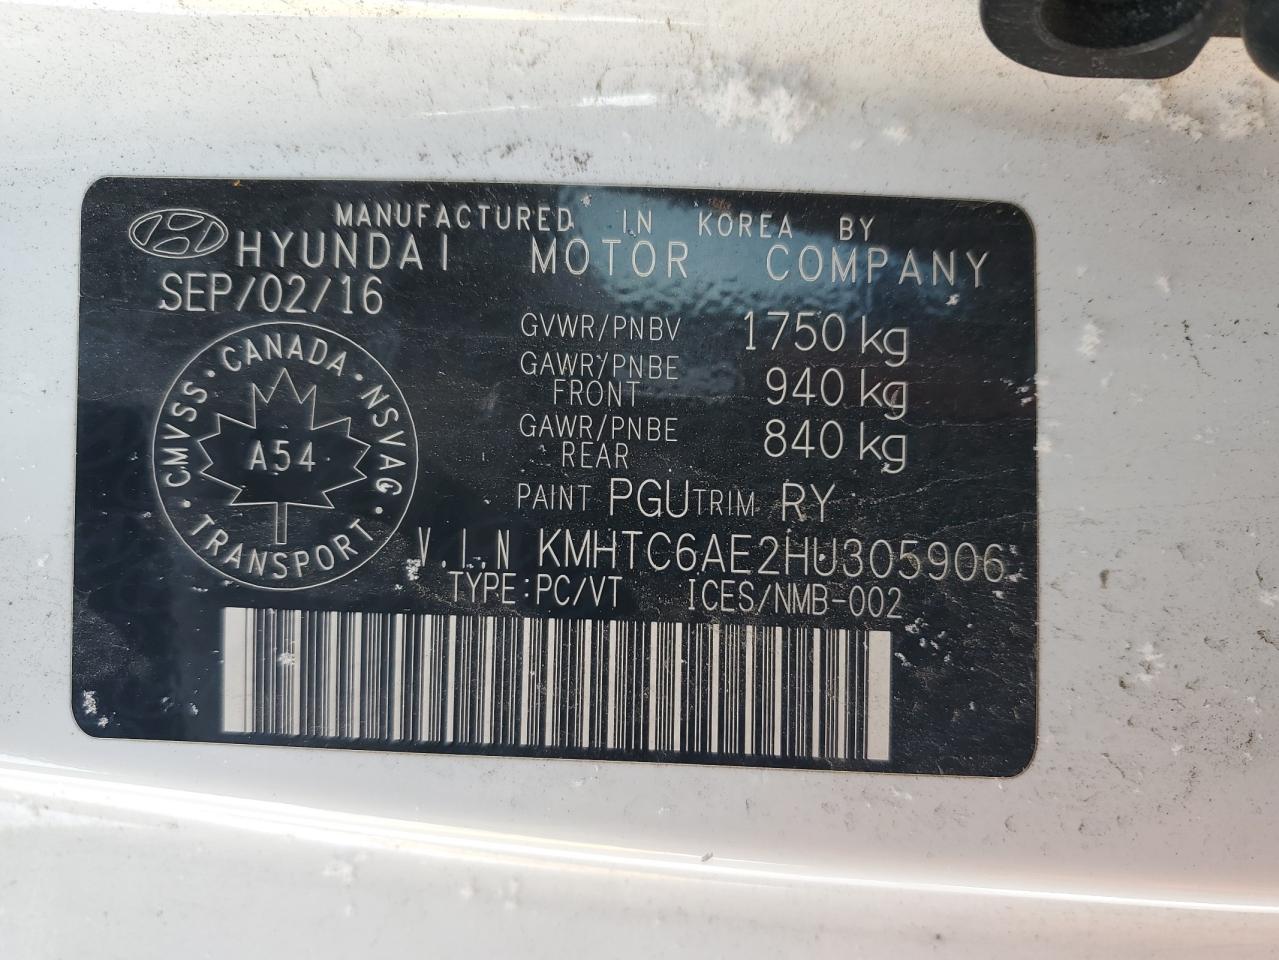 MANUFACTURED IN KOREA BY
HYUNDAI MOTOR COMPANY
SEP/02/16
GVWR/PNBV 1750 kg
GAWR/PNBE FRONT 940 kg
GAWR/PNBE REAR 840 kg
CANADA · NSVAC · TRANSPORT · CMVSS ·
A54
PAINT PGU TRIM RY
V.I.N KMHTC6AE2HU305906
TYPE:PC/VT ICES/NMB-002